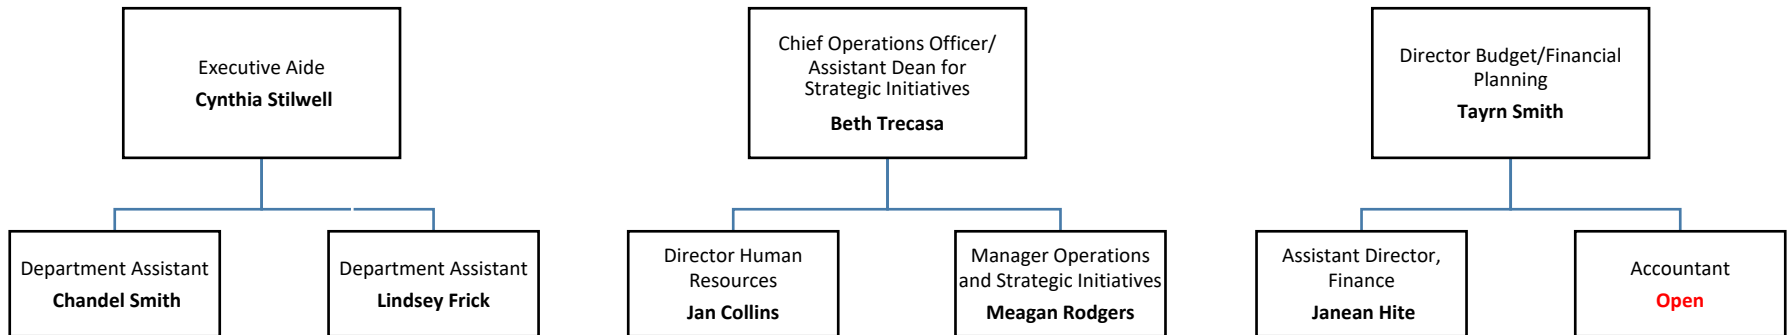 Executive Aide
Cynthia Stilwell
Chief Operations Officer/
Assistant Dean for
Strategic Initiatives
Beth Trecasa
Director Budget/Financial
Planning
Tayrn Smith
Department Assistant
Chandel Smith
Department Assistant
Lindsey Frick
Director Human
Resources
Jan Collins
Manager Operations
and Strategic Initiatives
Meagan Rodgers
Assistant Director,
Finance
Janean Hite
Accountant
Open